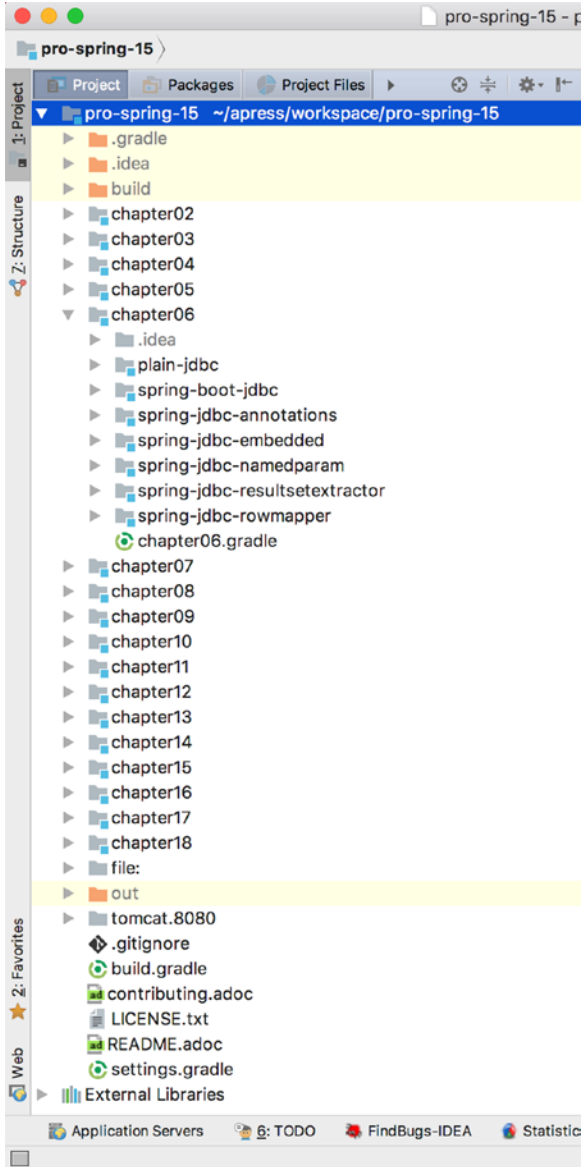 pro-spring-15 - p
pro-spring-15
Project Packages Project Files
1: Project
Z: Structure
2: Favorites
Web
pro-spring-15 ~/apress/workspace/pro-spring-15
.gradle
.idea
build
chapter02
chapter03
chapter04
chapter05
chapter06
.idea
plain-jdbc
spring-boot-jdbc
spring-jdbc-annotations
spring-jdbc-embedded
spring-jdbc-namedparam
spring-jdbc-resultsetextractor
spring-jdbc-rowmapper
chapter06.gradle
chapter07
chapter08
chapter09
chapter10
chapter11
chapter12
chapter13
chapter14
chapter15
chapter16
chapter17
chapter18
file:
out
tomcat.8080
.gitignore
build.gradle
ad contributing.adoc
LICENSE.txt
ad README.adoc
settings.gradle
External Libraries
Application Servers 6: TODO FindBugs-IDEA Statistic